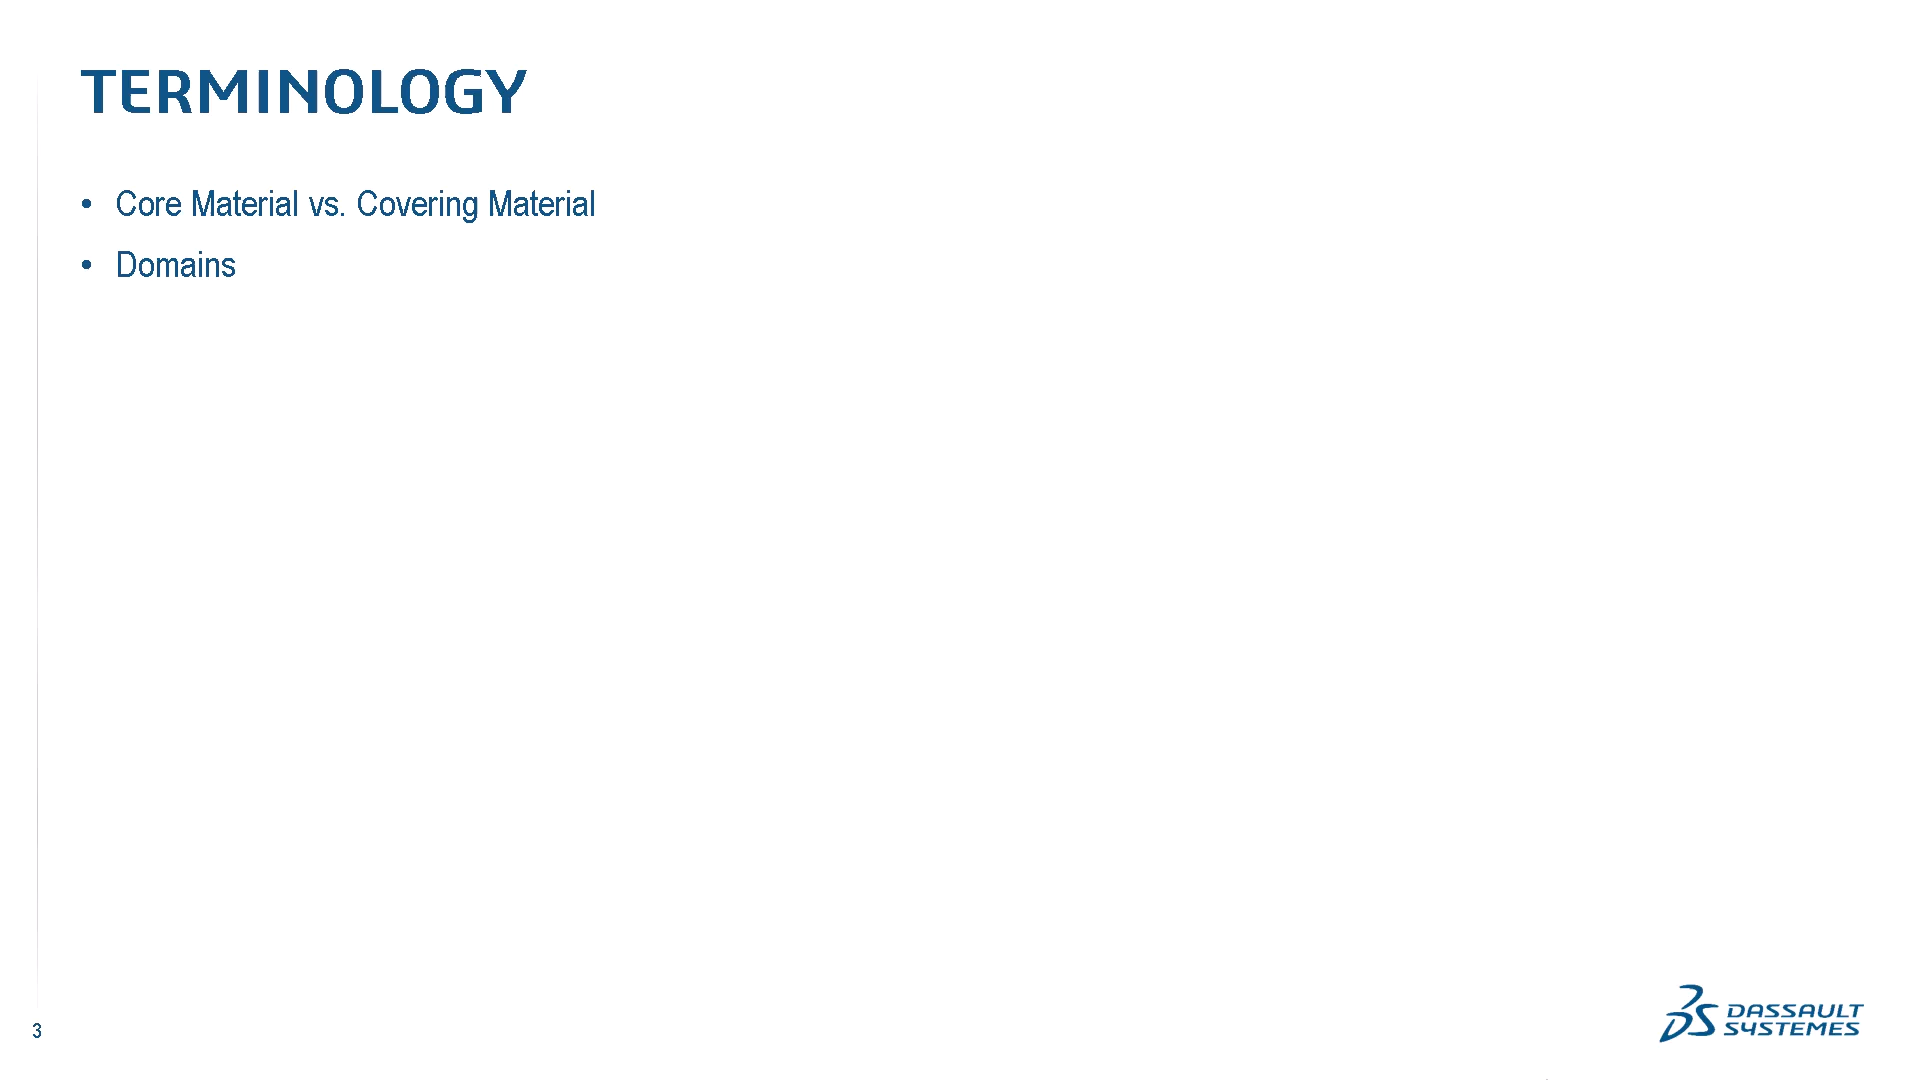 TERMINOLOGY
• Core Material vs. Covering Material
• Domains
3
DASSAULT
SYSTEMES